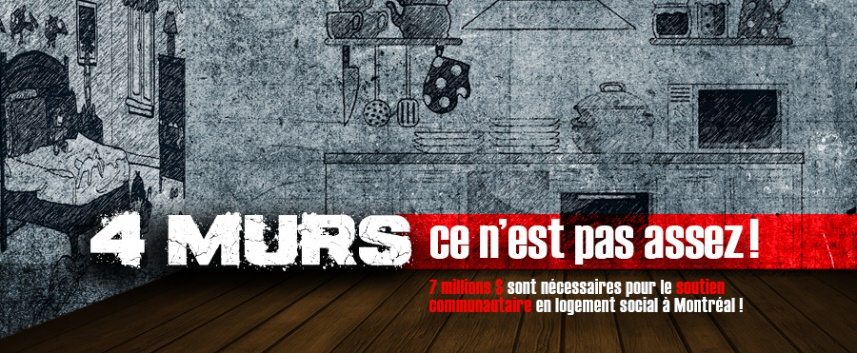 4 MURS ce n'est pas assez!
7 millions $ sont nécessaires pour le soutien
communautaire en logement social à Montréal !